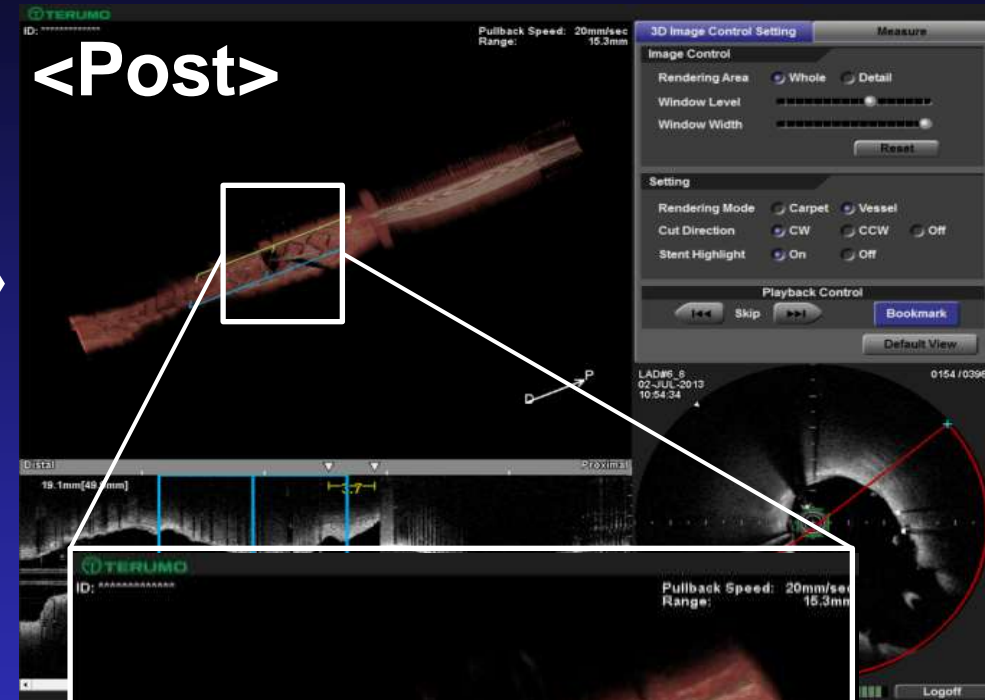 TERUMO
ID: *************
<Post>
Pullback Speed: 20mm/sec
Range: 15.3mm
3D Image Control Setting
Measure
Image Control
Rendering Area Whole Detail
Window Level
Window Width
Reset
Setting
Rendering Mode Carpet Vessel
Cut Direction CW CCW Off
Stent Highlight On Off
Playback Control
Skip
Bookmark
Default View
P
D
LAD#6_8
02-JUL-2013
10:54:34
0154 /0396
Distal
Proximal
3.7
TERUMO
ID: *************
Pullback Speed: 20mm/sec
Range: 15.3mm
Logoff